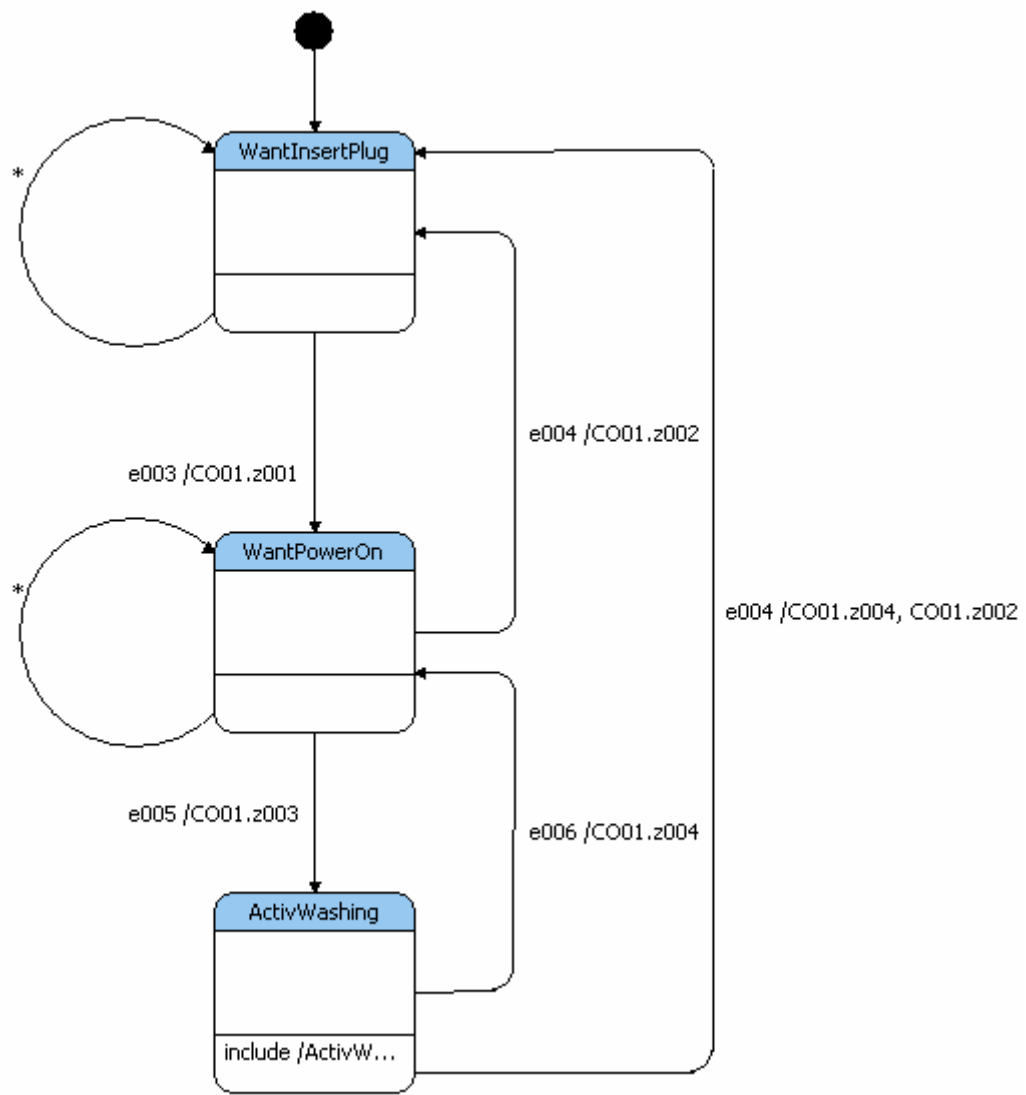 WantInsertPlug
*
e004 /CO01.z002
e003 /CO01.z001
WantPowerOn
*
e004 /CO01.z004, CO01.z002
e005 /CO01.z003
e006 /CO01.z004
ActivWashing
include /ActivW...